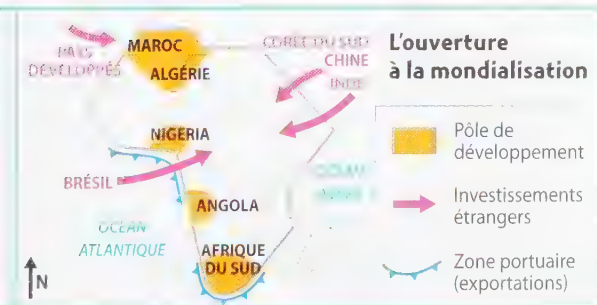 L'ouverture
à la mondialisation
PAYS
DÉVELOPPÉS
MAROC
ALGÉRIE
CORÉE DU SUD
CHINE
INDE
NIGERIA
BRÉSIL
ANGOLA
OCÉAN
OCÉAN
ATLANTIQUE
AFRIQUE
DU SUD
N
Pôle de
développement
Investissements
étrangers
Zone portuaire
(exportations)